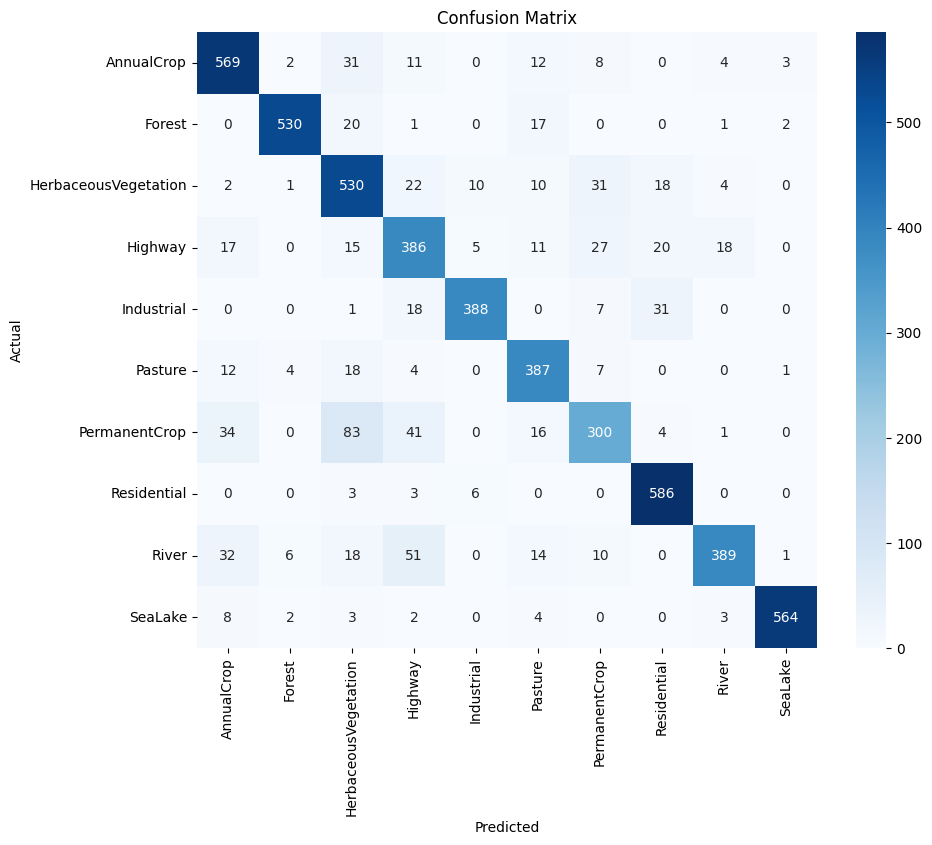 Confusion Matrix
AnnualCrop 569 2 31 11 0 12 8 0 4 3
Forest 0 530 20 1 0 17 0 0 1 2
HerbaceousVegetation 2 1 530 22 10 10 31 18 4 0
Highway 17 0 15 386 5 11 27 20 18 0
Industrial 0 0 1 18 388 0 7 31 0 0
Pasture 12 4 18 4 0 387 7 0 0 1
PermanentCrop 34 0 83 41 0 16 300 4 1 0
Residential 0 0 3 3 6 0 0 586 0 0
River 32 6 18 51 0 14 10 0 389 1
SeaLake 8 2 3 2 0 4 0 0 3 564
Actual
AnnualCrop Forest HerbaceousVegetation Highway Industrial Pasture PermanentCrop Residential River SeaLake
Predicted
500
400
300
200
100
0